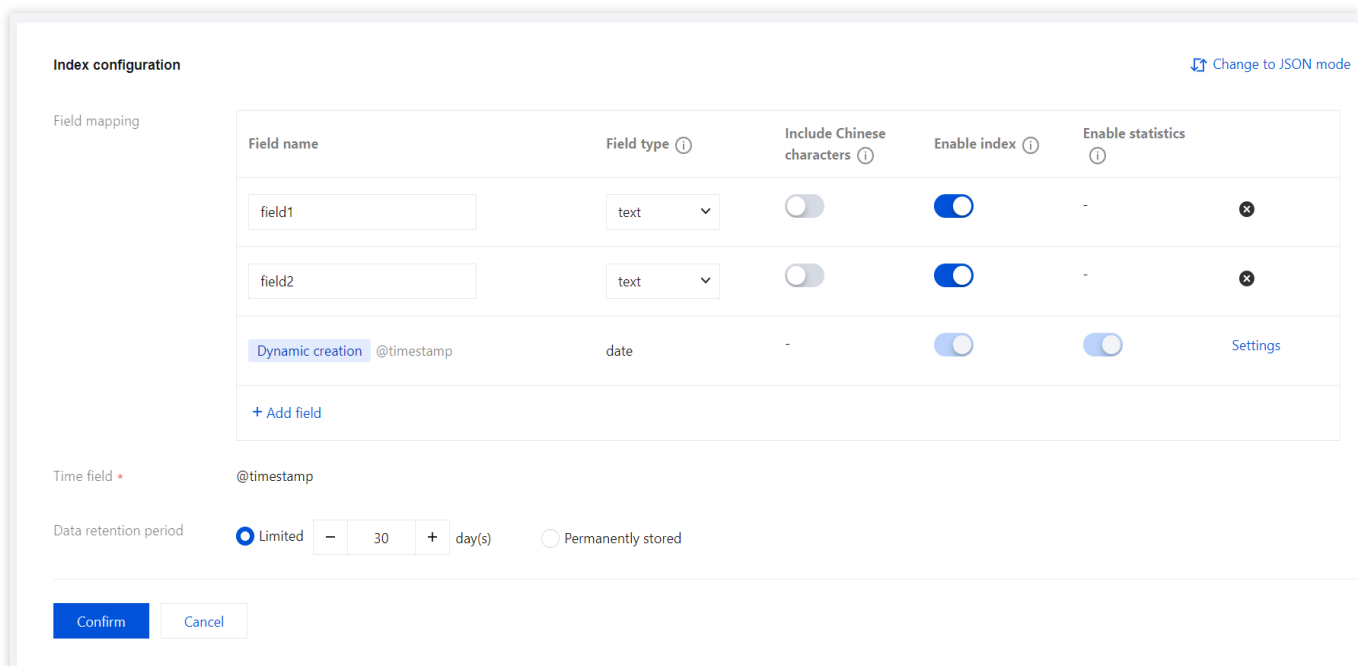 Index configuration
Change to JSON mode
Field mapping
Field name
Field type
Include Chinese
characters
Enable index
Enable statistics
field1
text
-
field2
text
-
Dynamic creation @timestamp
date
-
Settings
+ Add field
Time field *
@timestamp
Data retention period
Limited
− 30 + day(s)
Permanently stored
Confirm
Cancel